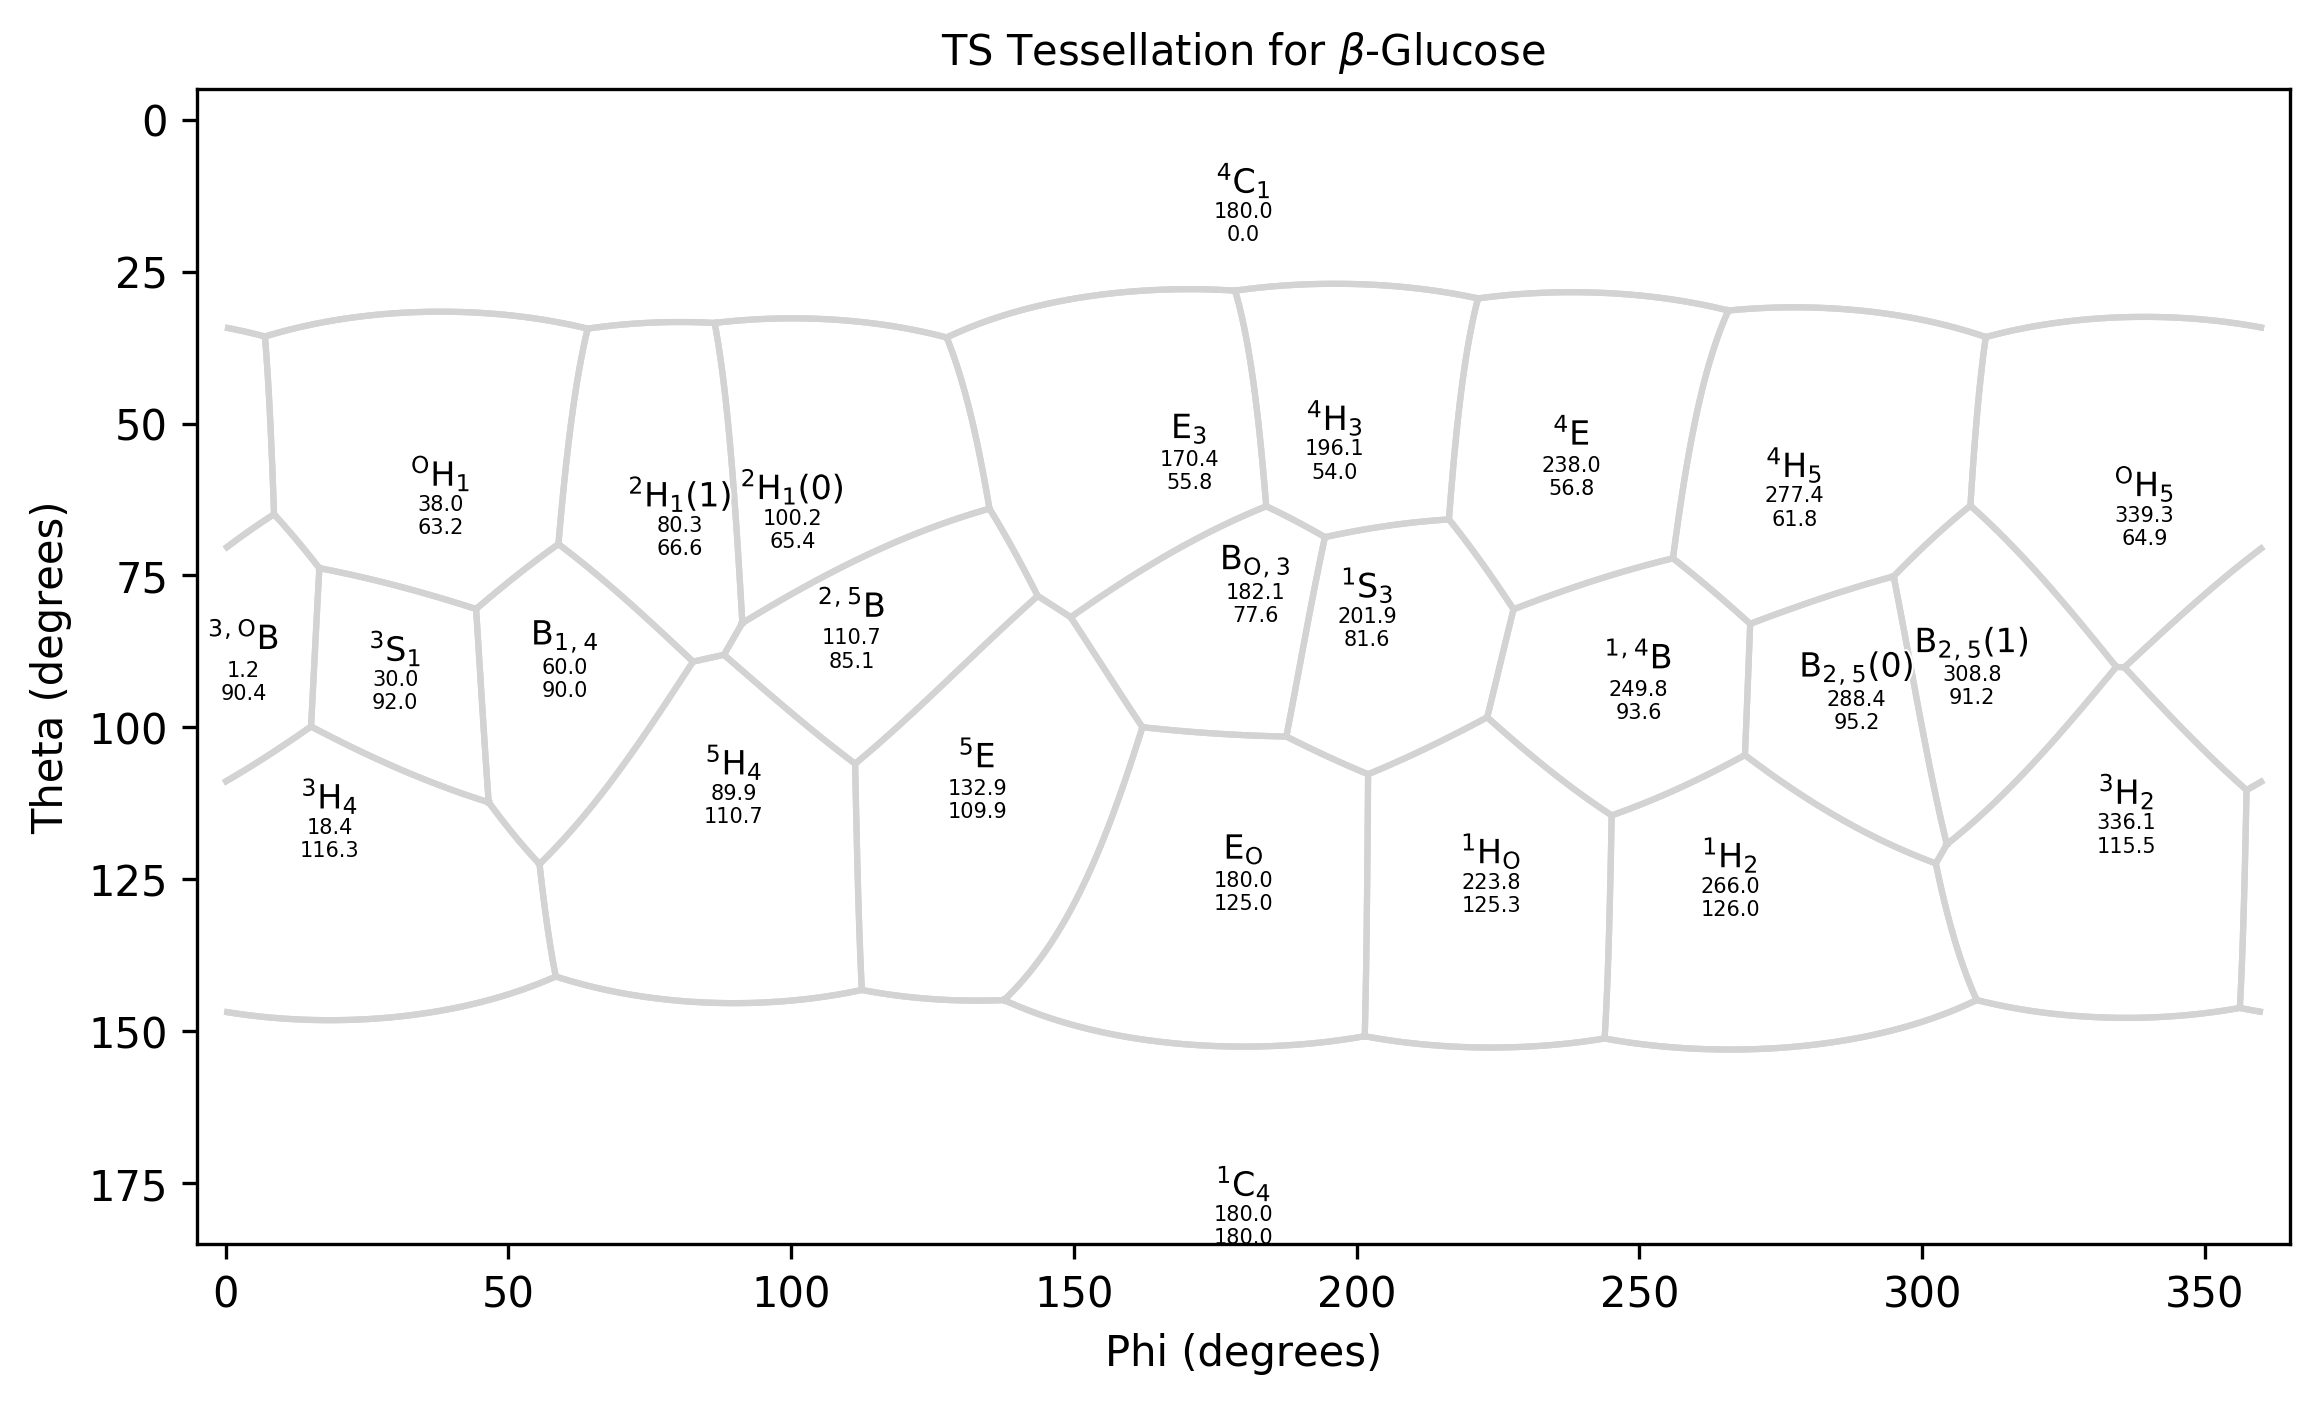 TS Tessellation for β-Glucose
0
25
50
75
100
125
150
175
Theta (degrees)
⁴C₁
180.0
0.0
E₃
170.4
55.8
⁴H₃
196.1
54.0
⁴E
238.0
56.8
ᴼH₁
38.0
63.2
²H₁(1)
80.3
66.6
²H₁(0)
100.2
65.4
⁴H₅
277.4
61.8
ᴼH₅
339.3
64.9
B_O,3
182.1
77.6
¹S₃
201.9
81.6
²,⁵B
110.7
85.1
³,ᴼB
1.2
90.4
³S₁
30.0
92.0
B₁,₄
60.0
90.0
¹,⁴B
249.8
93.6
B₂,₅(0)
288.4
95.2
B₂,₅(1)
308.8
91.2
³H₄
18.4
116.3
⁵H₄
89.9
110.7
⁵E
132.9
109.9
E_O
180.0
125.0
¹H_O
223.8
125.3
¹H₂
266.0
126.0
³H₂
336.1
115.5
¹C₄
180.0
180.0
0 50 100 150 200 250 300 350
Phi (degrees)